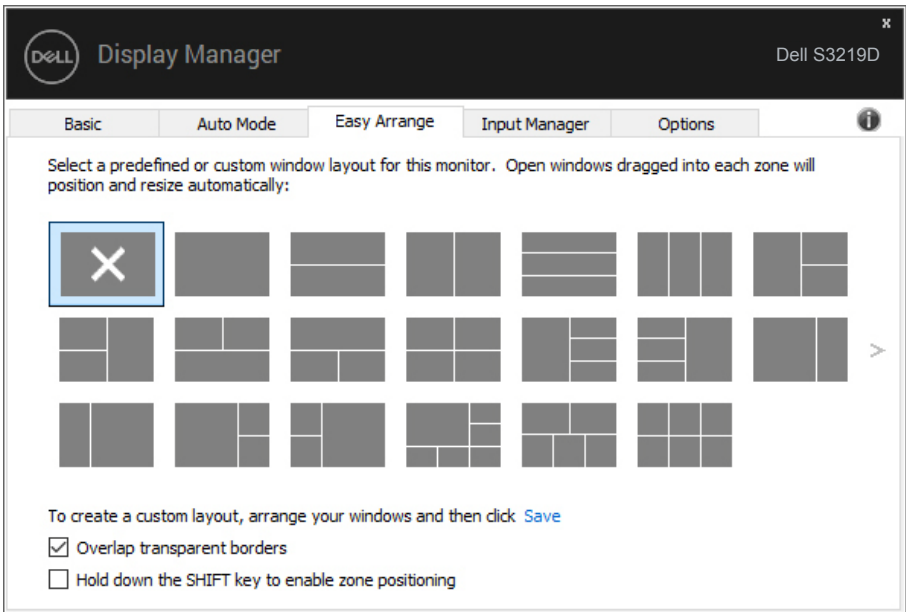 x
DELL
Display Manager
Dell S3219D
Basic
Auto Mode
Easy Arrange
Input Manager
Options
Select a predefined or custom window layout for this monitor. Open windows dragged into each zone will
position and resize automatically:
>
To create a custom layout, arrange your windows and then click Save
Overlap transparent borders
Hold down the SHIFT key to enable zone positioning